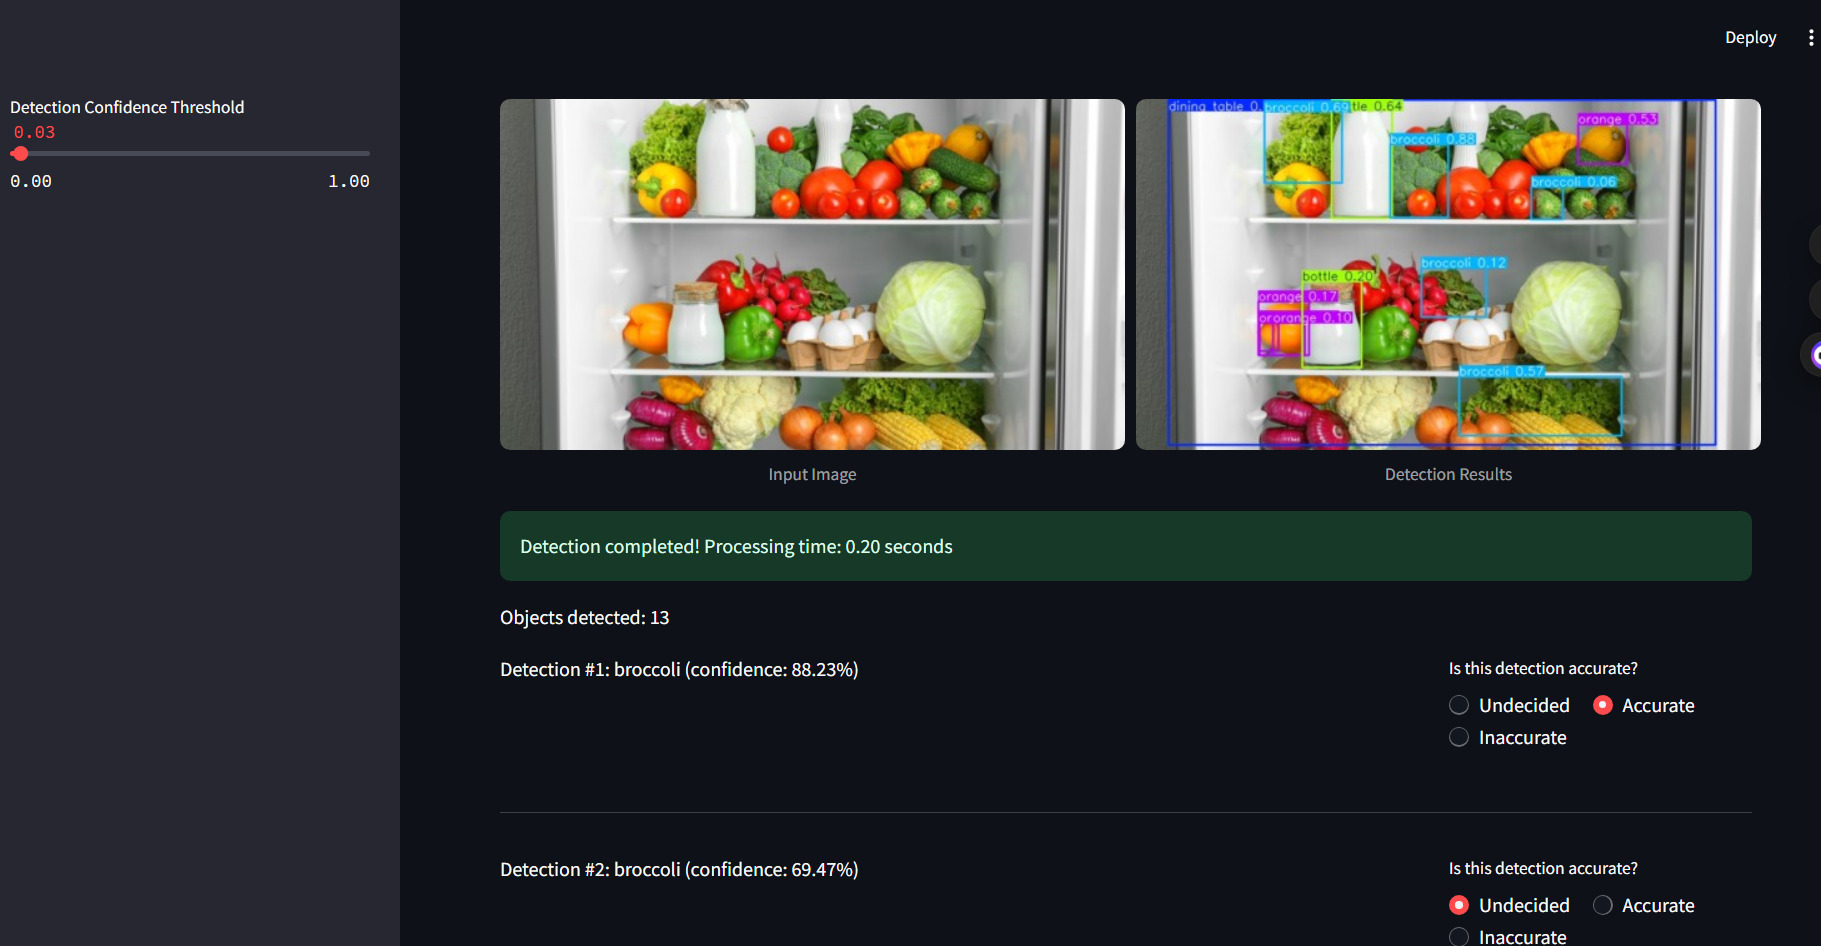 Deploy
Detection Confidence Threshold
0.03
0.00 1.00
dining table 0. broccoli 0.69 tle 0.64
orange 0.53
broccoli 0.88
broccoli 0.06
broccoli 0.12
bottle 0.20
orange 0.17
or orange 0.10
broccoli 0.57
Input Image
Detection Results
Detection completed! Processing time: 0.20 seconds
Objects detected: 13
Detection #1: broccoli (confidence: 88.23%)
Is this detection accurate?
Undecided Accurate
Inaccurate
Detection #2: broccoli (confidence: 69.47%)
Is this detection accurate?
Undecided Accurate
Inaccurate